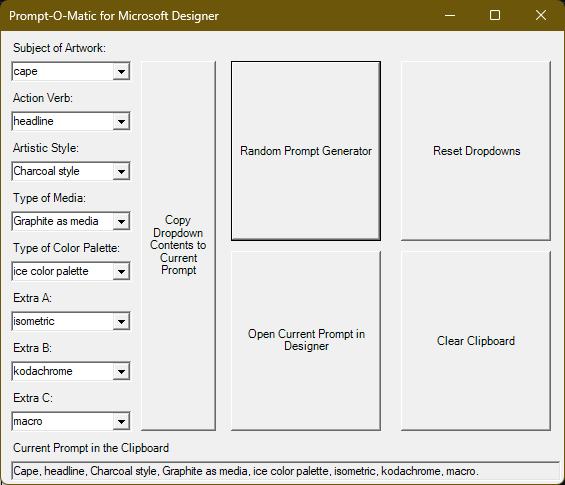 Prompt-O-Matic for Microsoft Designer
Subject of Artwork:
cape
Action Verb:
headline
Artistic Style:
Charcoal style
Type of Media:
Graphite as media
Type of Color Palette:
ice color palette
Extra A:
isometric
Extra B:
kodachrome
Extra C:
macro
Copy
Dropdown
Contents to
Current
Prompt
Random Prompt Generator
Reset Dropdowns
Open Current Prompt in
Designer
Clear Clipboard
Current Prompt in the Clipboard
Cape, headline, Charcoal style, Graphite as media, ice color palette, isometric, kodachrome, macro.